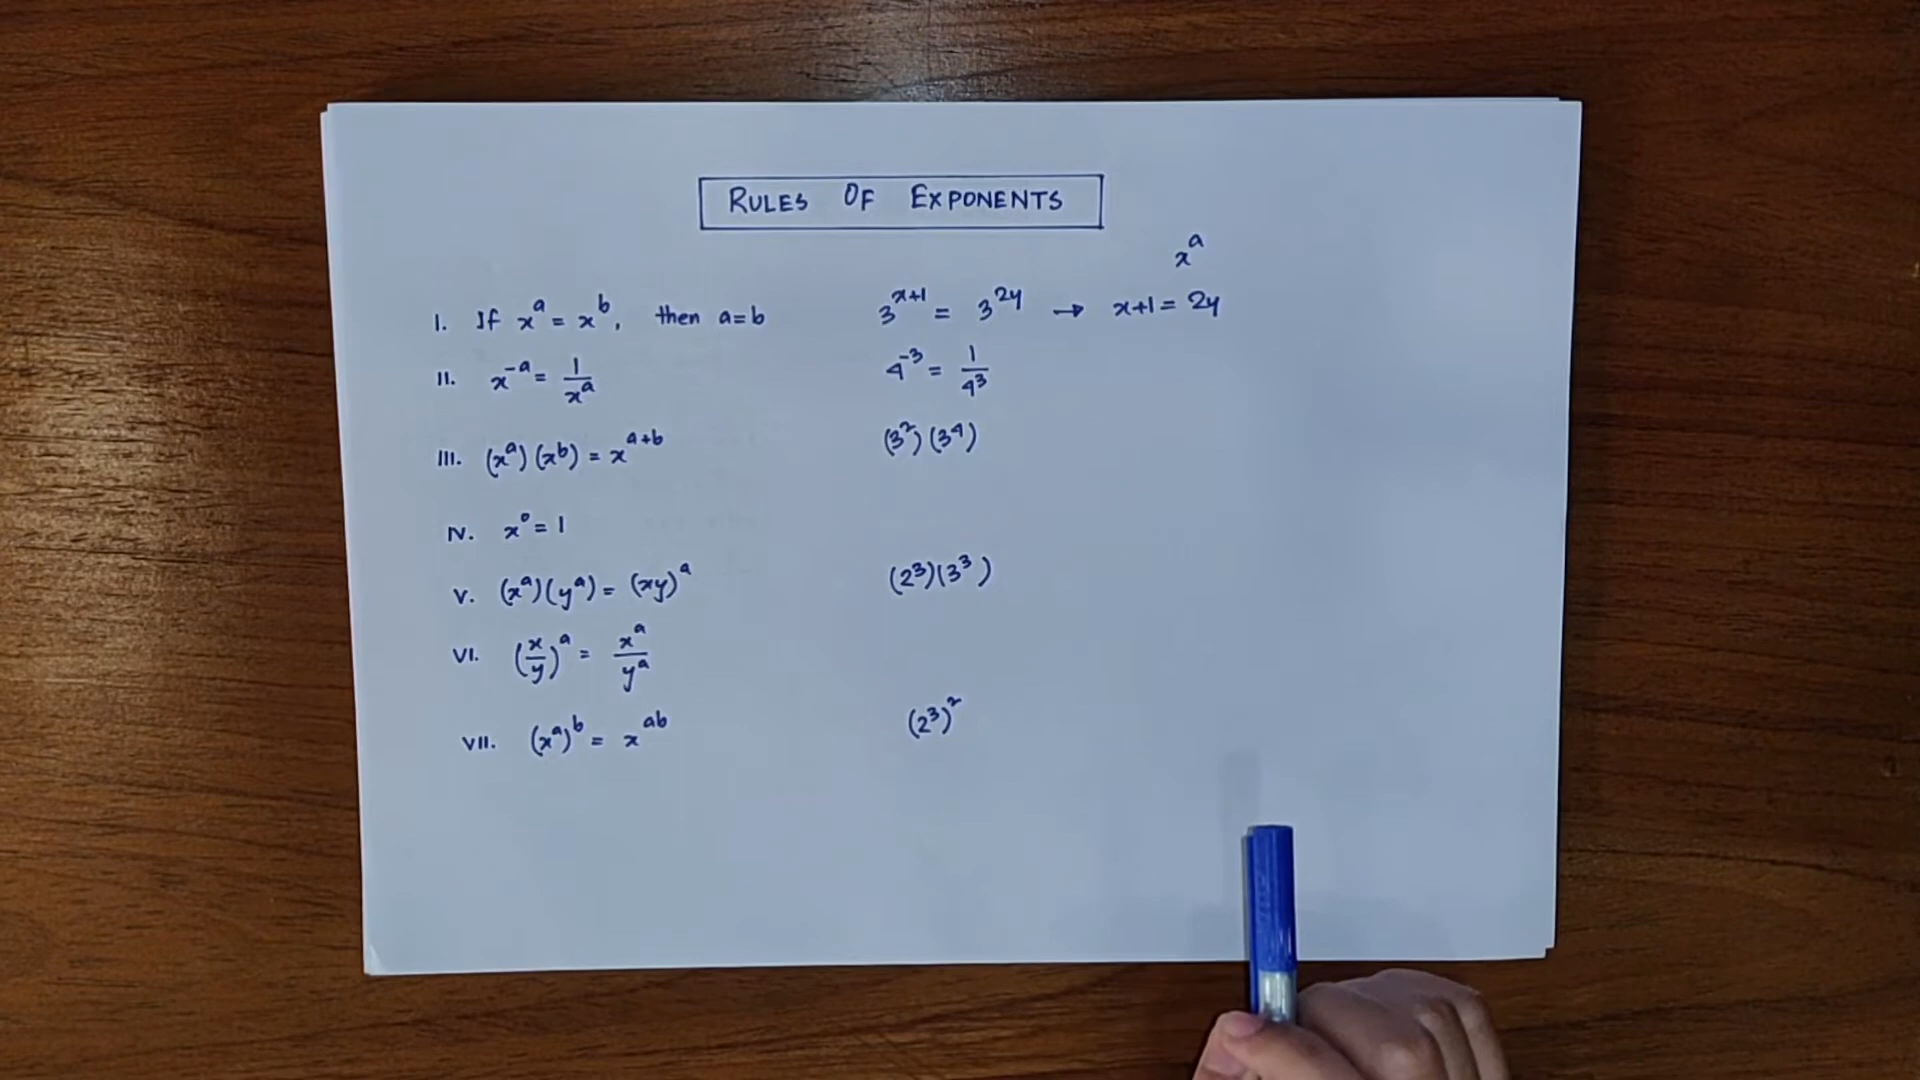 RULES OF EXPONENTS
x^a
I. If x^a = x^b, then a=b 3^{x+1} = 3^{2y} → x+1 = 2y
II. x^{-a} = 1/x^a 4^{-3} = 1/4^3
III. (x^a)(x^b) = x^{a+b} (3^2)(3^4)
IV. x^0 = 1
V. (x^a)(y^a) = (xy)^a (2^3)(3^3)
VI. (x/y)^a = x^a/y^a
VII. (x^a)^b = x^{ab} (2^3)^2